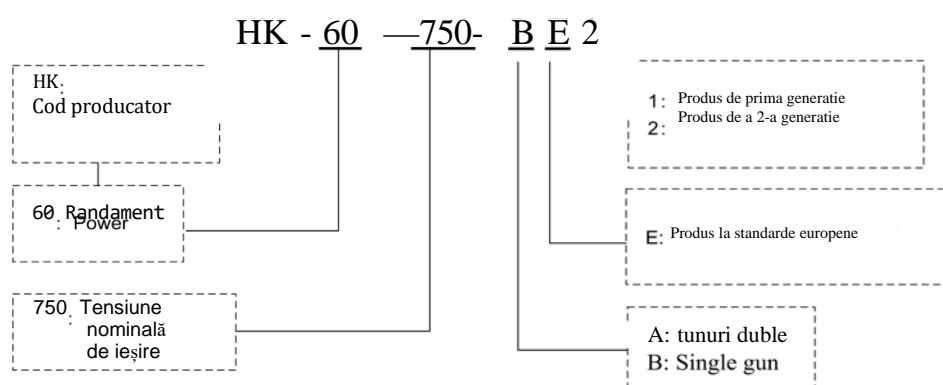 HK - 60 —750- B E 2
HK:
Cod producator
60 Randament
: Power
750: Tensiune
nominală
de ieșire
1: Produs de prima generatie
2: Produs de a 2-a generatie
E: Produs la standarde europene
A: tunuri duble
B: Single gun